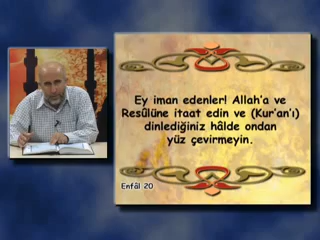 Ey iman edenler! Allah'a ve
Resûlüne itaat edin ve (Kur'an'ı)
dinlediğiniz hâlde ondan
yüz çevirmeyin.
Enfâl 20